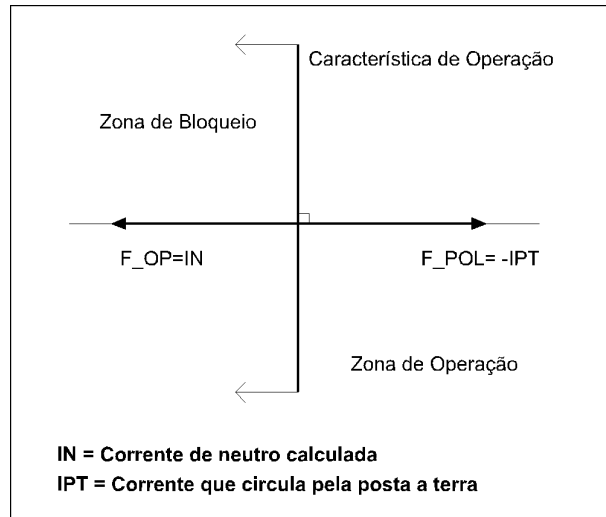 Característica de Operação
Zona de Bloqueio
F_OP=IN
F_POL= -IPT
Zona de Operação
IN = Corrente de neutro calculada
IPT = Corrente que circula pela posta a terra